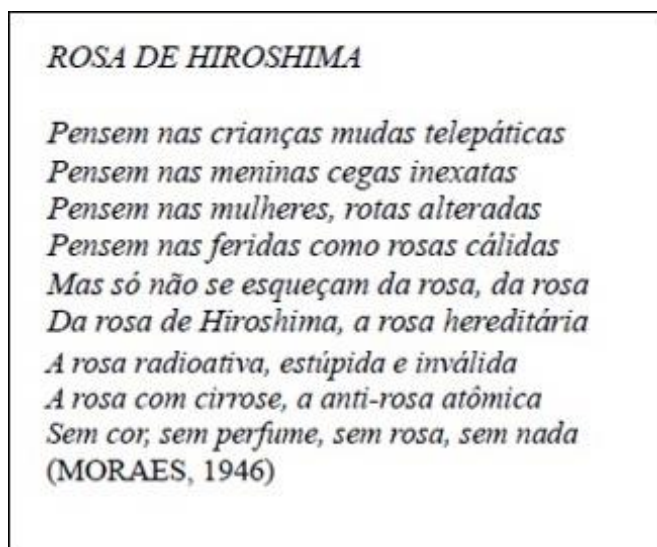 ROSA DE HIROSHIMA
Pensem nas crianças mudas telepáticas
Pensem nas meninas cegas inexatas
Pensem nas mulheres, rotas alteradas
Pensem nas feridas como rosas cálidas
Mas só não se esqueçam da rosa, da rosa
Da rosa de Hiroshima, a rosa hereditária
A rosa radioativa, estúpida e inválida
A rosa com cirrose, a anti-rosa atômica
Sem cor, sem perfume, sem rosa, sem nada
(MORAES, 1946)